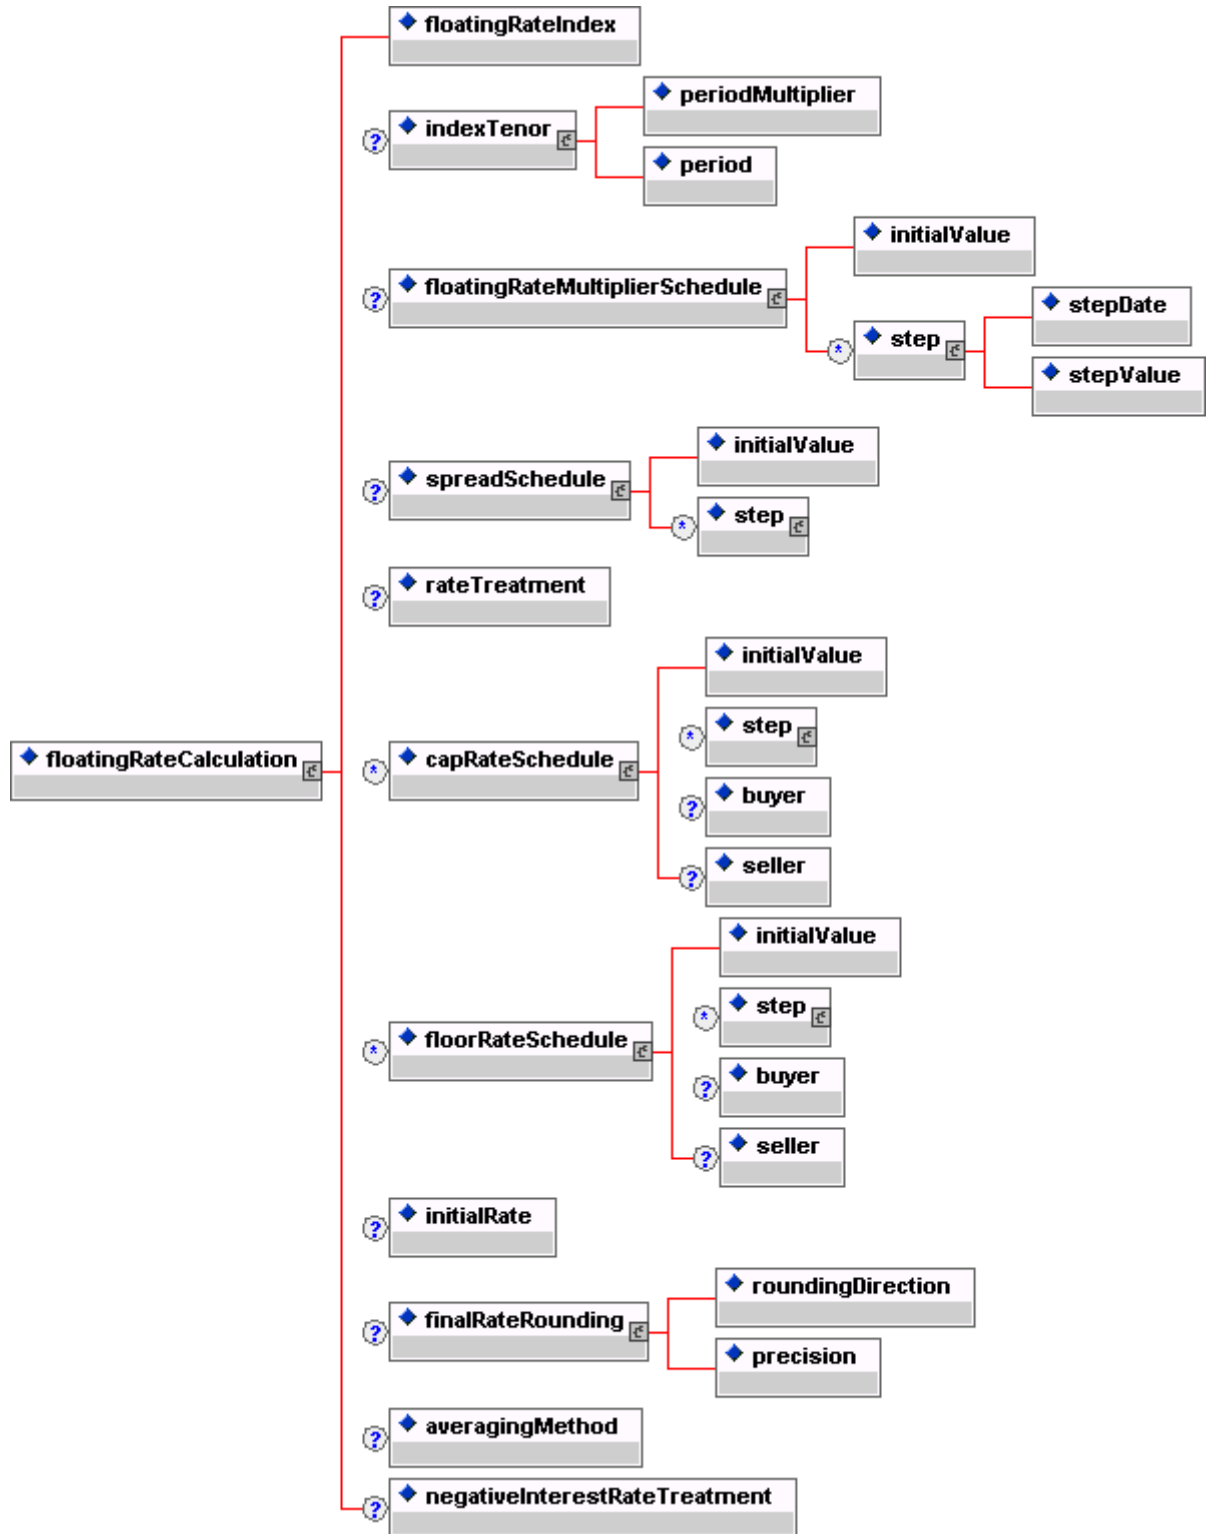 floatingRateIndex
periodMultiplier
? indexTenor
period
initialValue
? floatingRateMultiplierSchedule
stepDate
* step
stepValue
initialValue
? spreadSchedule
* step
? rateTreatment
initialValue
* step
floatingRateCalculation
* capRateSchedule
? buyer
? seller
initialValue
* step
* floorRateSchedule
? buyer
? seller
? initialRate
roundingDirection
? finalRateRounding
precision
? averagingMethod
? negativeInterestRateTreatment